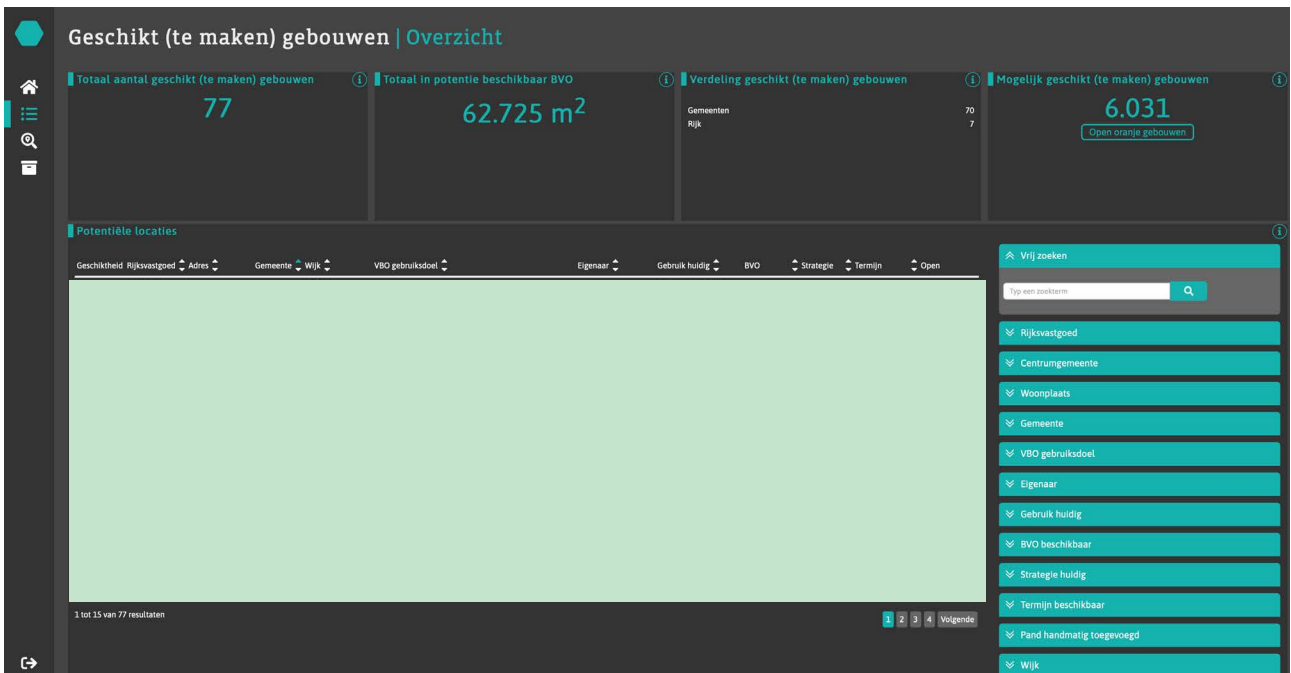 Geschikt (te maken) gebouwen | Overzicht
Totaal aantal geschikt (te maken) gebouwen
77
Totaal in potentie beschikbaar BVO
62.725 m²
Verdeling geschikt (te maken) gebouwen
Gemeenten 70
Rijk 7
Mogelijk geschikt (te maken) gebouwen
6.031
Open oranje gebouwen
Potentiële locaties
Geschiktheid Rijksvastgoed Adres Gemeente Wijk VBO gebruiksdoel Eigenaar Gebruik huidig BVO Strategie Termijn Open
1 tot 15 van 77 resultaten
1 2 3 4 Volgende
Vrij zoeken
Typ een zoekterm
Rijksvastgoed
Centrumgemeente
Woonplaats
Gemeente
VBO gebruiksdoel
Eigenaar
Gebruik huidig
BVO beschikbaar
Strategie huidig
Termijn beschikbaar
Pand handmatig toegevoegd
Wijk